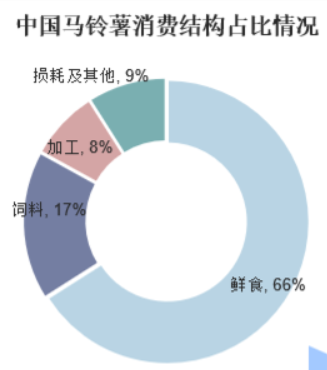 中国马铃薯消费结构占比情况
损耗及其他, 9%
加工, 8%
饲料, 17%
鲜食, 66%